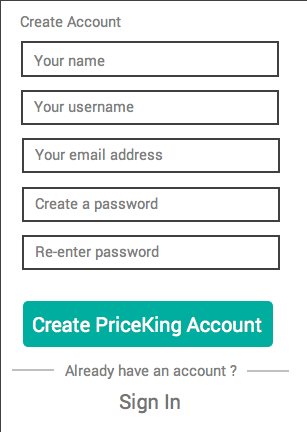 Create Account
Your name
Your username
Your email address
Create a password
Re-enter password
Create PriceKing Account
Already have an account ?
Sign In